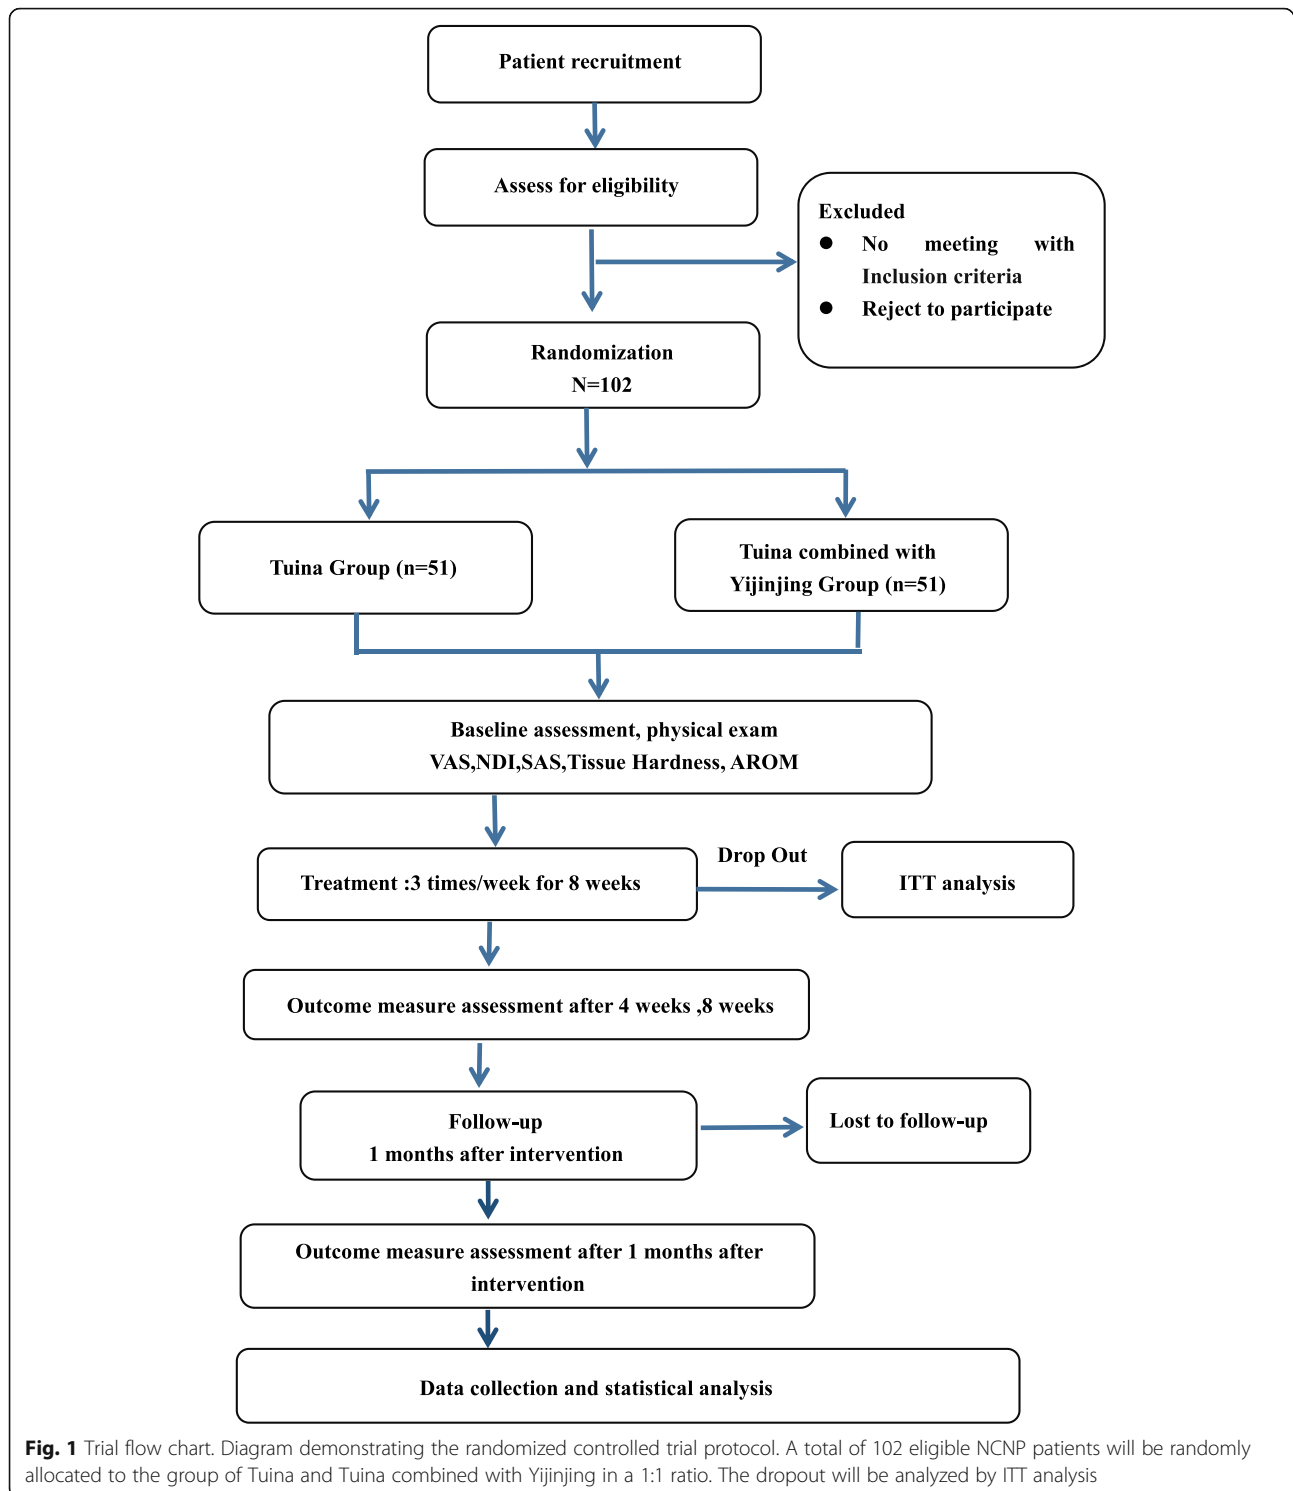 Patient recruitment
Assess for eligibility
Excluded
● No meeting with
Inclusion criteria
● Reject to participate
Randomization
N=102
Tuina Group (n=51)
Tuina combined with
Yijinjing Group (n=51)
Baseline assessment, physical exam
VAS,NDI,SAS,Tissue Hardness, AROM
Treatment :3 times/week for 8 weeks
Drop Out
ITT analysis
Outcome measure assessment after 4 weeks ,8 weeks
Follow-up
1 months after intervention
Lost to follow-up
Outcome measure assessment after 1 months after
intervention
Data collection and statistical analysis
Fig. 1 Trial flow chart. Diagram demonstrating the randomized controlled trial protocol. A total of 102 eligible NCNP patients will be randomly
allocated to the group of Tuina and Tuina combined with Yijinjing in a 1:1 ratio. The dropout will be analyzed by ITT analysis